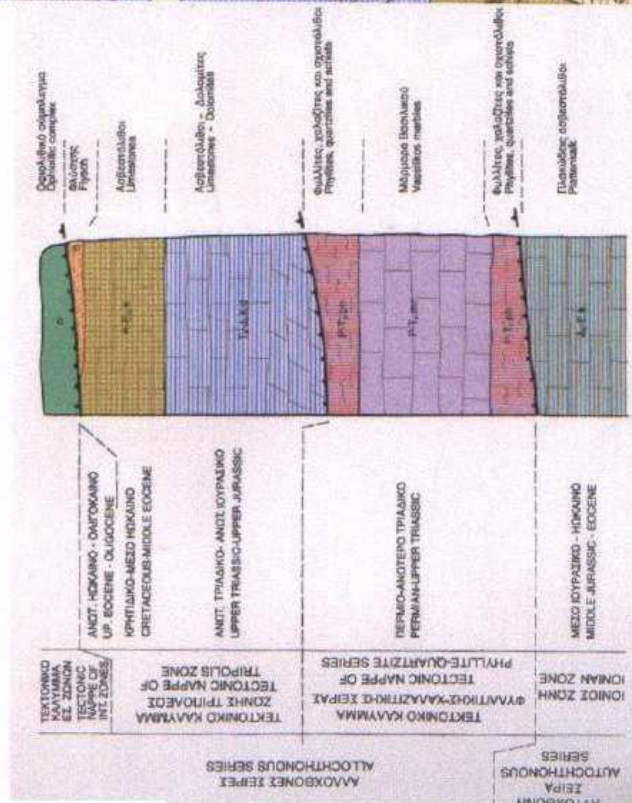 Οφιολιθικό σύμπλεγμα
Ophiolitic complex
Φλύσχης
Flysch
Ασβεστόλιθοι
Limestones
Ασβεστόλιθοι - Δολομίτες
Limestones - Dolomites
Φυλλίτες, χαλαζίτες και σχιστόλιθοι
Phyllites, quartzites and schists
Μάρμαρα Βασιλικού
Vassilikos marbles
Φυλλίτες, χαλαζίτες και σχιστόλιθοι
Phyllites, quartzites and schists
Πλακώδεις ασβεστόλιθοι
Plattenkalk
ΑΝΩΤ. ΗΩΚΑΙΝΟ - ΟΛΙΓΟΚΑΙΝΟ
UP. EOCENE - OLIGOCENE
ΚΡΗΤΙΔΙΚΟ-ΜΕΣΟ ΗΩΚΑΙΝΟ
CRETACEOUS-MIDDLE EOCENE
ΑΝΩΤ. ΤΡΙΑΔΙΚΟ- ΑΝΩΤ. ΙΟΥΡΑΣΙΚΟ
UPPER TRIASSIC-UPPER JURASSIC
ΠΕΡΜΙΟ-ΑΝΩΤΕΡΟ ΤΡΙΑΔΙΚΟ
PERMIAN-UPPER TRIASSIC
ΜΕΣΟ ΙΟΥΡΑΣΙΚΟ - ΗΩΚΑΙΝΟ
MIDDLE JURASSIC - EOCENE
ΤΕΚΤΟΝΙΚΟ
ΚΑΛΥΜΜΑ
ΕΣ. ΖΩΝΩΝ
TECTONIC
NAPPE OF
INT. ZONES
ΤΕΚΤΟΝΙΚΟ ΚΑΛΥΜΜΑ
ΖΩΝΗΣ ΤΡΙΠΟΛΕΩΣ
TECTONIC NAPPE OF
TRIPOLIS ZONE
ΤΕΚΤΟΝΙΚΟ ΚΑΛΥΜΜΑ
ΦΥΛΛΙΤΙΚΗΣ-ΧΑΛΑΖΙΤΙΚΗΣ ΣΕΙΡΑΣ
TECTONIC NAPPE OF
PHYLLITE-QUARTZITE SERIES
ΙΟΝΙΟΣ ΖΩΝΗ
IONIAN ZONE
ΑΛΛΟΧΘΟΝΕΣ ΣΕΙΡΕΣ
ALLOCHTHONOUS SERIES
ΣΕΙΡΑ
AUTOCHTHONOUS
SERIES